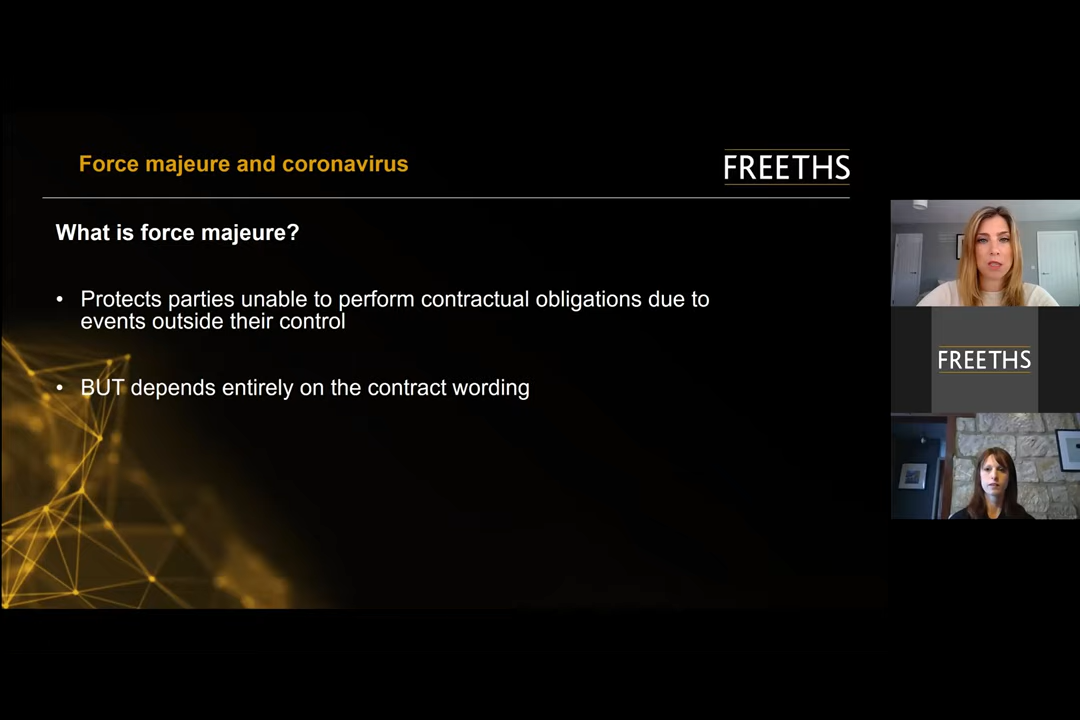 Force majeure and coronavirus
FREETHS
What is force majeure?
• Protects parties unable to perform contractual obligations due to
events outside their control
• BUT depends entirely on the contract wording
FREETHS